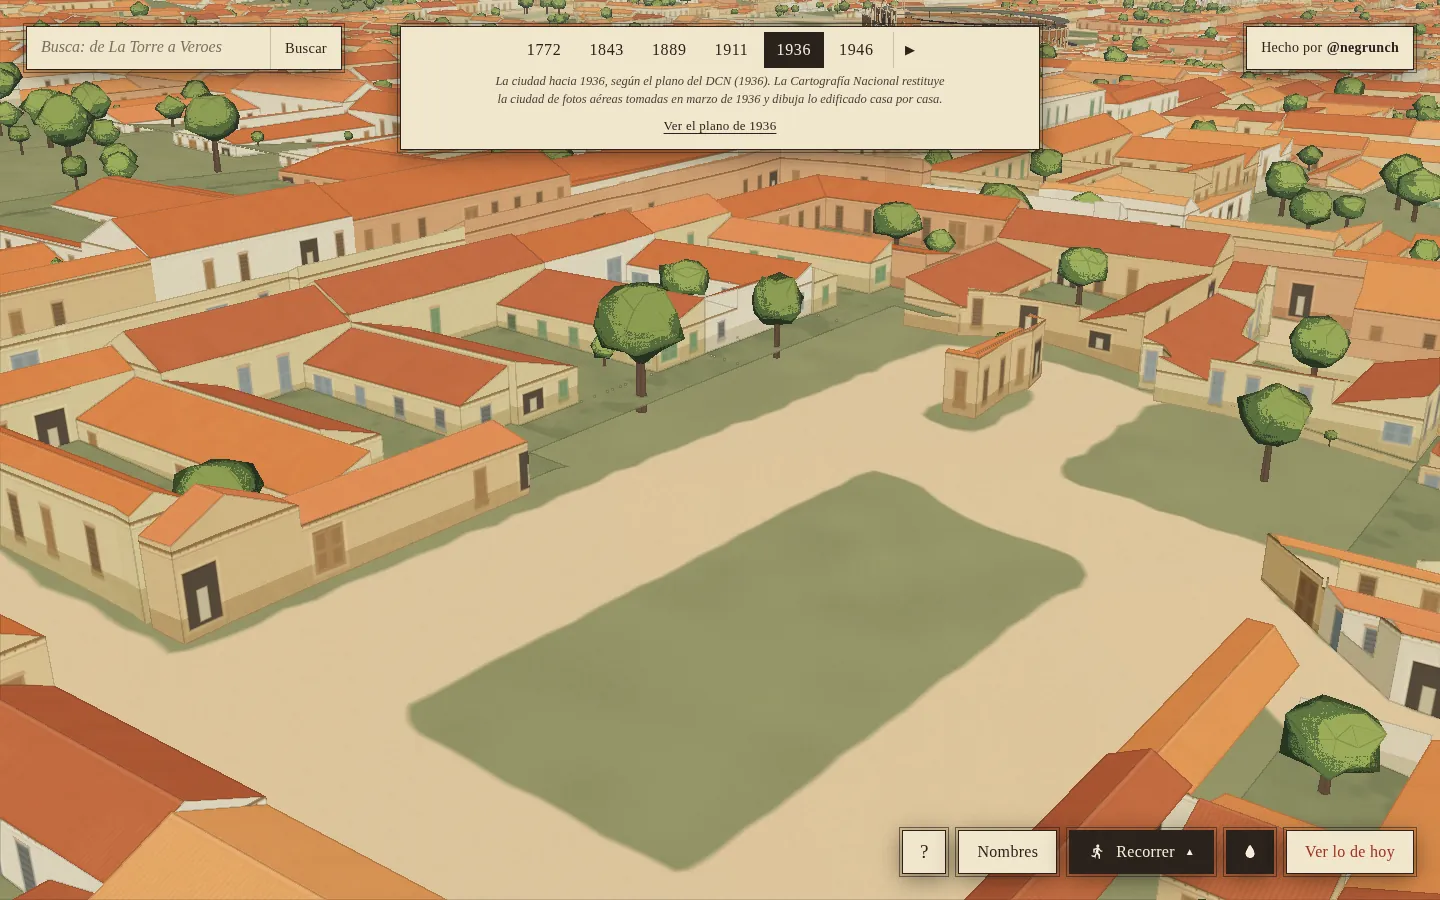 Busca: de La Torre a Veroes
Buscar
1772 1843 1889 1911 1936 1946 ▶
La ciudad hacia 1936, según el plano del DCN (1936). La Cartografía Nacional restituye
la ciudad de fotos aéreas tomadas en marzo de 1936 y dibuja lo edificado casa por casa.
Ver el plano de 1936
Hecho por @negrunch
?
Nombres
Recorrer ▲
Ver lo de hoy